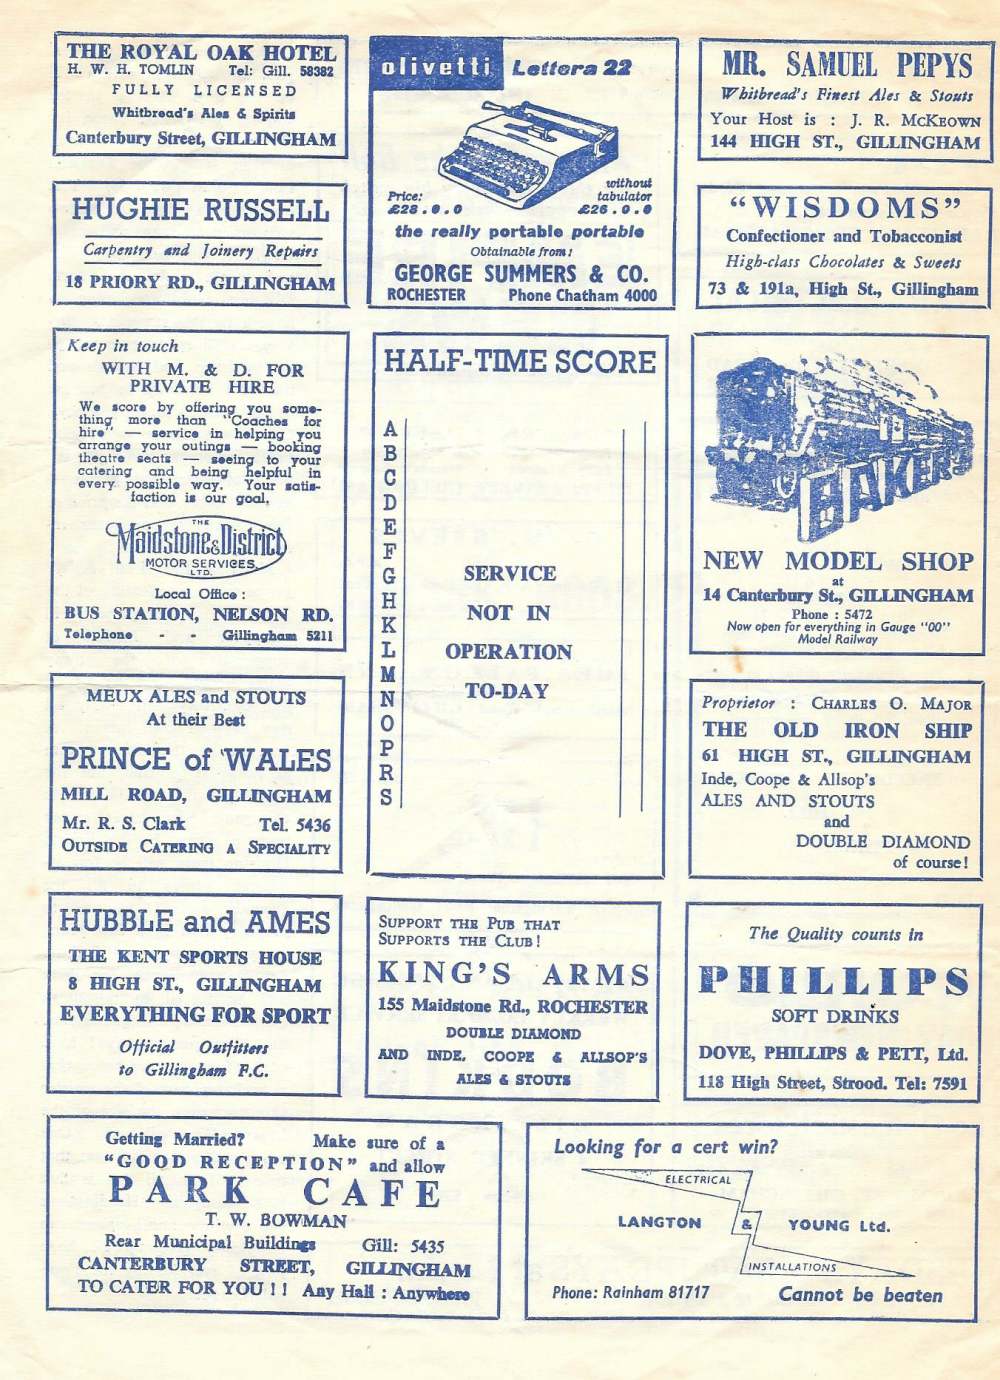 THE ROYAL OAK HOTEL
H. W. H. TOMLIN Tel: Gill. 58382
FULLY LICENSED
Whitbread's Ales & Spirits
Canterbury Street, GILLINGHAM
olivetti Lettera 22
Price:
£28.0.0
without
tabulator
£26.0.0
the really portable portable
Obtainable from:
GEORGE SUMMERS & CO.
ROCHESTER Phone Chatham 4000
MR. SAMUEL PEPYS
Whitbread's Finest Ales & Stouts
Your Host is : J. R. McKEOWN
144 HIGH ST., GILLINGHAM
HUGHIE RUSSELL
Carpentry and Joinery Repairs
18 PRIORY RD., GILLINGHAM
"WISDOMS"
Confectioner and Tobacconist
High-class Chocolates & Sweets
73 & 191a, High St., Gillingham
Keep in touch
WITH M. & D. FOR
PRIVATE HIRE
We score by offering you some-
thing more than "Coaches for
hire" — service in helping you
arrange your outings — booking
theatre seats — seeing to your
catering and being helpful in
every possible way. Your satis-
faction is our goal.
THE
Maidstone & District
MOTOR SERVICES
LTD.
Local Office :
BUS STATION, NELSON RD.
Telephone - - Gillingham 5211
HALF-TIME SCORE
A
B
C
D
E
F
G
H
K
L
M
N
O
P
R
S
SERVICE
NOT IN
OPERATION
TO-DAY
BAKERS
NEW MODEL SHOP
at
14 Canterbury St., GILLINGHAM
Phone : 5472
Now open for everything in Gauge "00"
Model Railway
MEUX ALES and STOUTS
At their Best
PRINCE of WALES
MILL ROAD, GILLINGHAM
Mr. R. S. Clark Tel. 5436
OUTSIDE CATERING A SPECIALITY
Proprietor : CHARLES O. MAJOR
THE OLD IRON SHIP
61 HIGH ST., GILLINGHAM
Inde, Coope & Allsop's
ALES AND STOUTS
and
DOUBLE DIAMOND
of course!
HUBBLE and AMES
THE KENT SPORTS HOUSE
8 HIGH ST., GILLINGHAM
EVERYTHING FOR SPORT
Official Outfitters
to Gillingham F.C.
SUPPORT THE PUB THAT
SUPPORTS THE CLUB!
KING'S ARMS
155 Maidstone Rd., ROCHESTER
DOUBLE DIAMOND
AND INDE, COOPE & ALLSOP'S
ALES & STOUTS
The Quality counts in
PHILLIPS
SOFT DRINKS
DOVE, PHILLIPS & PETT, Ltd.
118 High Street, Strood. Tel: 7591
Getting Married? Make sure of a
"GOOD RECEPTION" and allow
PARK CAFE
T. W. BOWMAN
Rear Municipal Buildings Gill: 5435
CANTERBURY STREET, GILLINGHAM
TO CATER FOR YOU !! Any Hall : Anywhere
Looking for a cert win?
ELECTRICAL
LANGTON & YOUNG Ltd.
INSTALLATIONS
Phone: Rainham 81717 Cannot be beaten